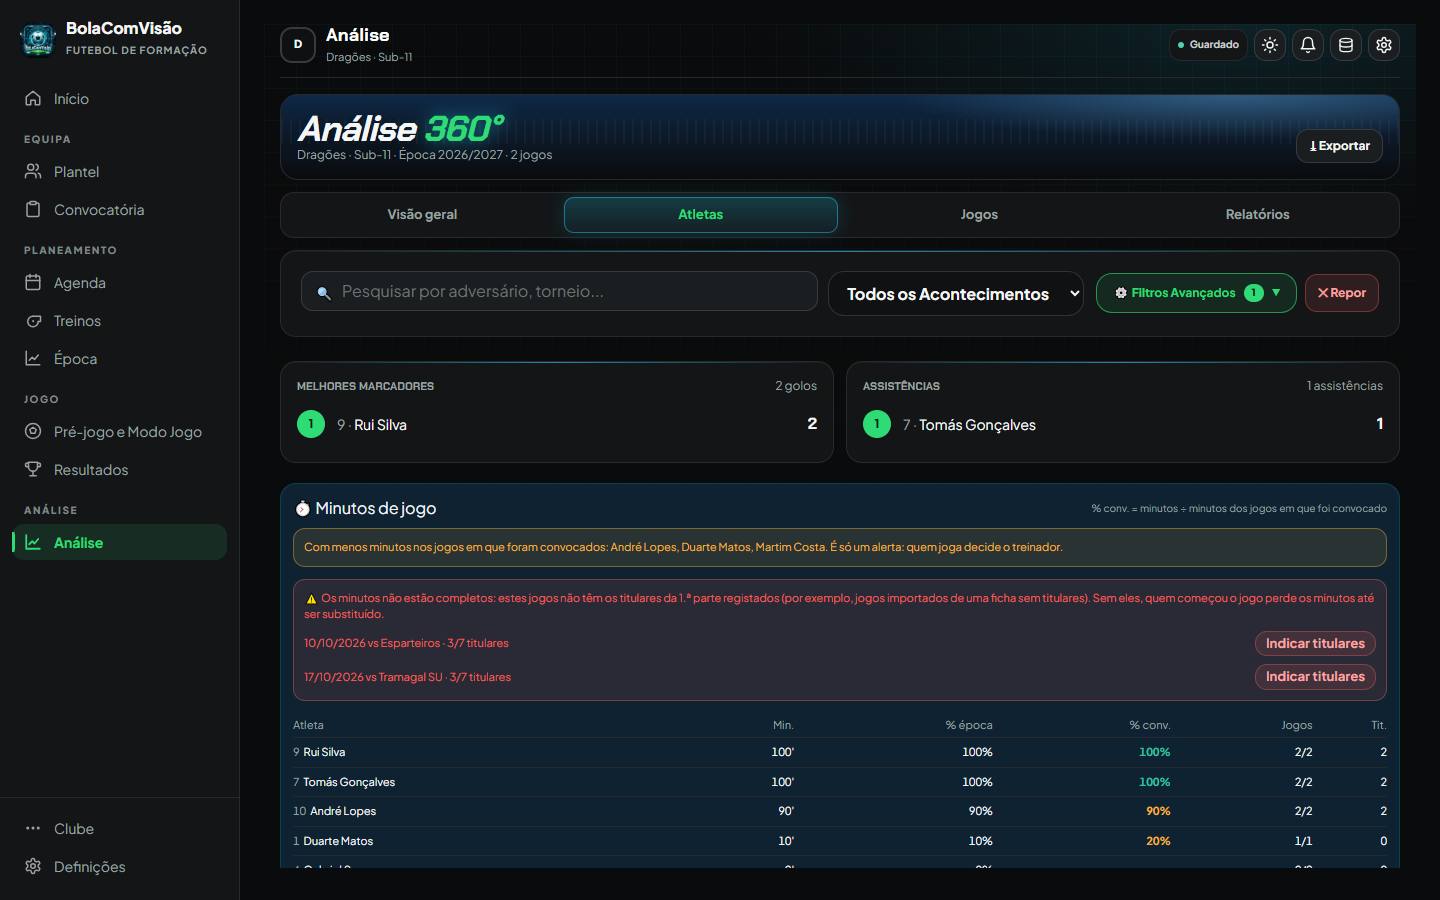 BolaComVisão
FUTEBOL DE FORMAÇÃO
Início
EQUIPA
Plantel
Convocatória
PLANEAMENTO
Agenda
Treinos
Época
JOGO
Pré-jogo e Modo Jogo
Resultados
ANÁLISE
Análise
Clube
Definições
D
Análise
Dragões · Sub-11
Guardado
Análise 360°
Dragões · Sub-11 · Época 2026/2027 · 2 jogos
Exportar
Visão geral
Atletas
Jogos
Relatórios
Pesquisar por adversário, torneio...
Todos os Acontecimentos
Filtros Avançados 1 ▼
Repor
MELHORES MARCADORES
2 golos
1 9 · Rui Silva 2
ASSISTÊNCIAS
1 assistências
1 7 · Tomás Gonçalves 1
Minutos de jogo
% conv. = minutos ÷ minutos dos jogos em que foi convocado
Com menos minutos nos jogos em que foram convocados: André Lopes, Duarte Matos, Martim Costa. É só um alerta: quem joga decide o treinador.
Os minutos não estão completos: estes jogos não têm os titulares da 1.ª parte registados (por exemplo, jogos importados de uma ficha sem titulares). Sem eles, quem começou o jogo perde os minutos até
ser substituído.
10/10/2026 vs Esparteiros · 3/7 titulares
Indicar titulares
17/10/2026 vs Tramagal SU · 3/7 titulares
Indicar titulares
Atleta Min. % época % conv. Jogos Tit.
9 Rui Silva 100' 100% 100% 2/2 2
7 Tomás Gonçalves 100' 100% 100% 2/2 2
10 André Lopes 90' 90% 90% 2/2 2
1 Duarte Matos 10' 10% 20% 1/1 0